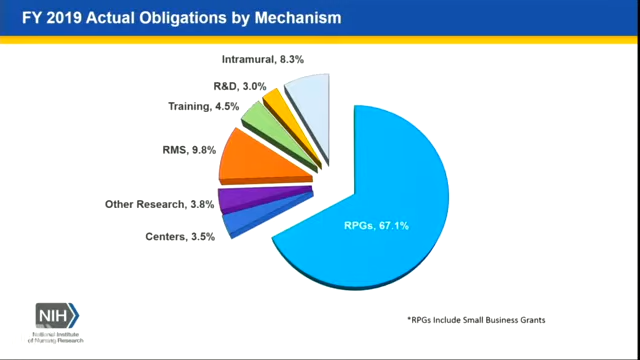 FY 2019 Actual Obligations by Mechanism
Intramural, 8.3%
R&D, 3.0%
Training, 4.5%
RMS, 9.8%
Other Research, 3.8%
Centers, 3.5%
RPGs, 67.1%
NIH
National Institute
of Nursing Research
*RPGs Include Small Business Grants